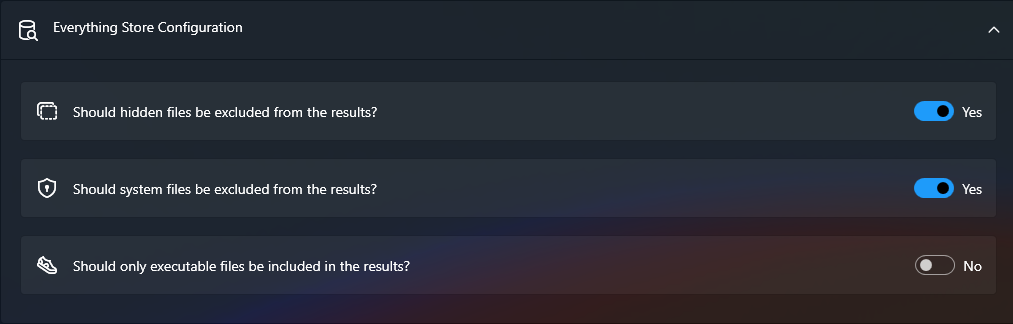 Everything Store Configuration
Should hidden files be excluded from the results?
Yes
Should system files be excluded from the results?
Yes
Should only executable files be included in the results?
No